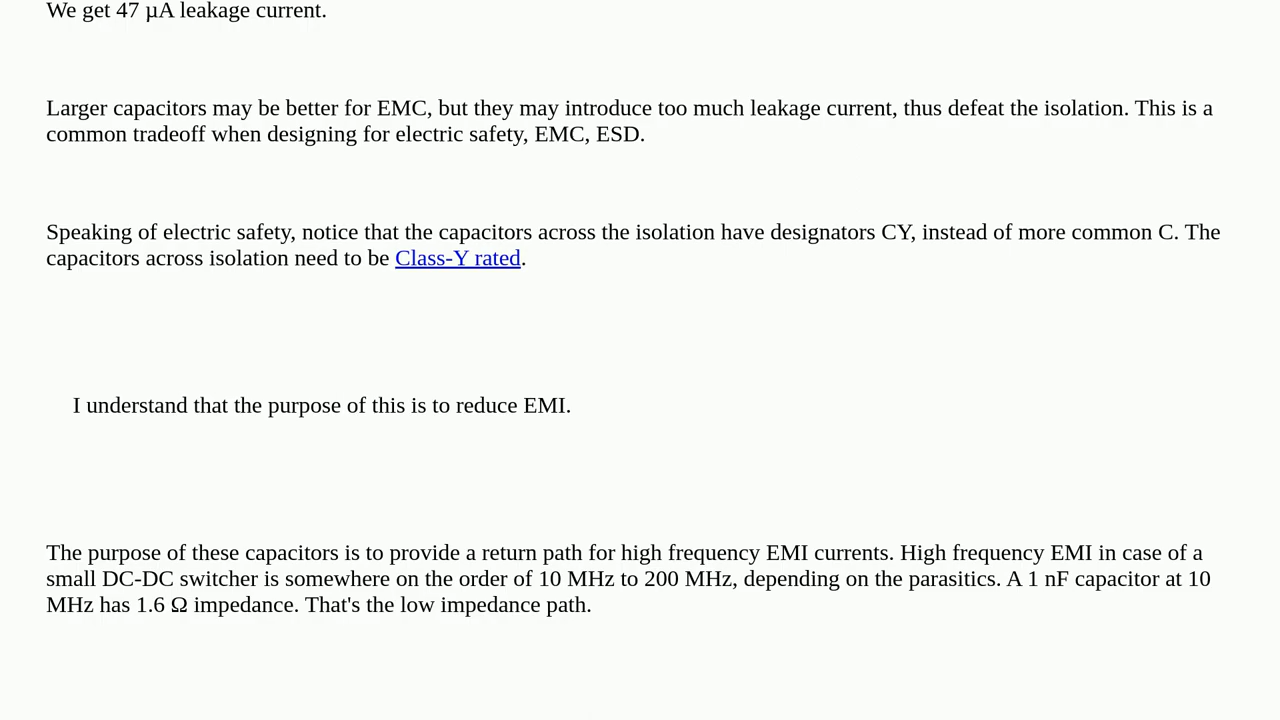 We get 47 µA leakage current.
Larger capacitors may be better for EMC, but they may introduce too much leakage current, thus defeat the isolation. This is a
common tradeoff when designing for electric safety, EMC, ESD.
Speaking of electric safety, notice that the capacitors across the isolation have designators CY, instead of more common C. The
capacitors across isolation need to be Class-Y rated.
I understand that the purpose of this is to reduce EMI.
The purpose of these capacitors is to provide a return path for high frequency EMI currents. High frequency EMI in case of a
small DC-DC switcher is somewhere on the order of 10 MHz to 200 MHz, depending on the parasitics. A 1 nF capacitor at 10
MHz has 1.6 Ω impedance. That's the low impedance path.